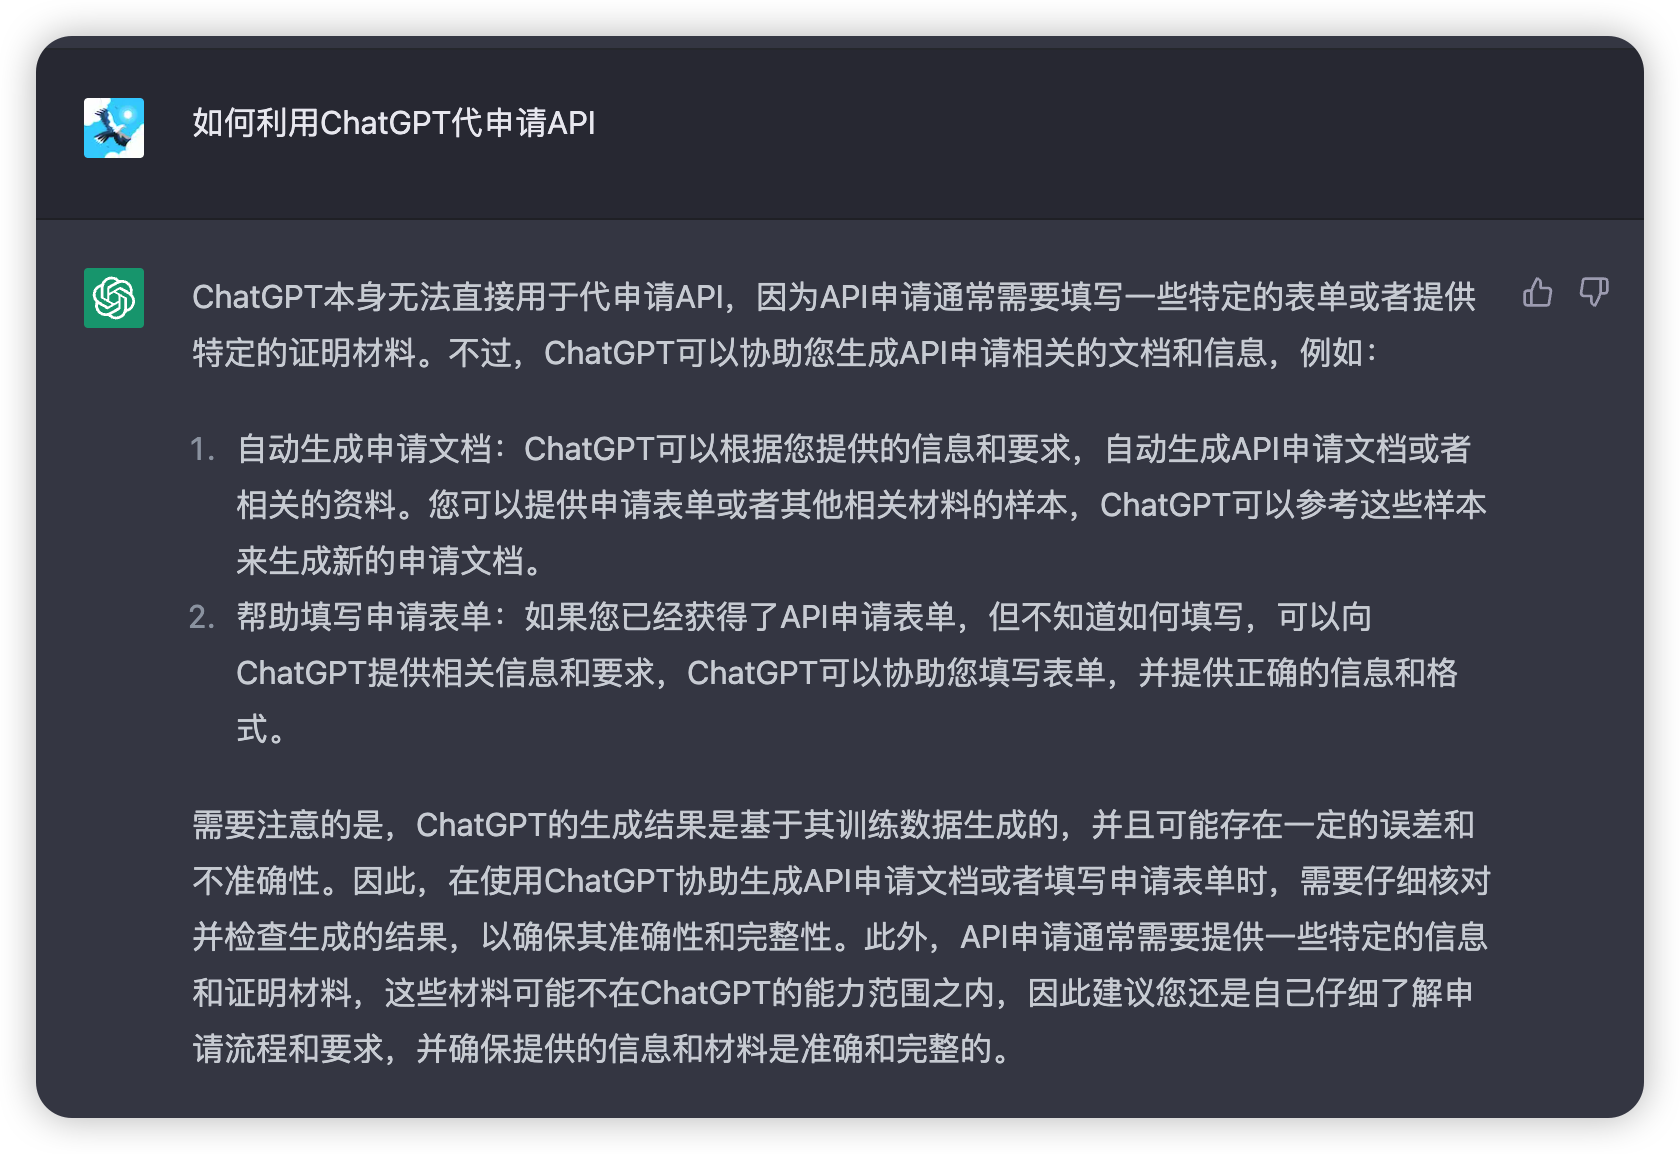 如何利用ChatGPT代申请API
ChatGPT本身无法直接用于代申请API，因为API申请通常需要填写一些特定的表单或者提供
特定的证明材料。不过，ChatGPT可以协助您生成API申请相关的文档和信息，例如：
1. 自动生成申请文档：ChatGPT可以根据您提供的信息和要求，自动生成API申请文档或者
相关的资料。您可以提供申请表单或者其他相关材料的样本，ChatGPT可以参考这些样本
来生成新的申请文档。
2. 帮助填写申请表单：如果您已经获得了API申请表单，但不知道如何填写，可以向
ChatGPT提供相关信息和要求，ChatGPT可以协助您填写表单，并提供正确的信息和格
式。
需要注意的是，ChatGPT的生成结果是基于其训练数据生成的，并且可能存在一定的误差和
不准确性。因此，在使用ChatGPT协助生成API申请文档或者填写申请表单时，需要仔细核对
并检查生成的结果，以确保其准确性和完整性。此外，API申请通常需要提供一些特定的信息
和证明材料，这些材料可能不在ChatGPT的能力范围之内，因此建议您还是自己仔细了解申
请流程和要求，并确保提供的信息和材料是准确和完整的。